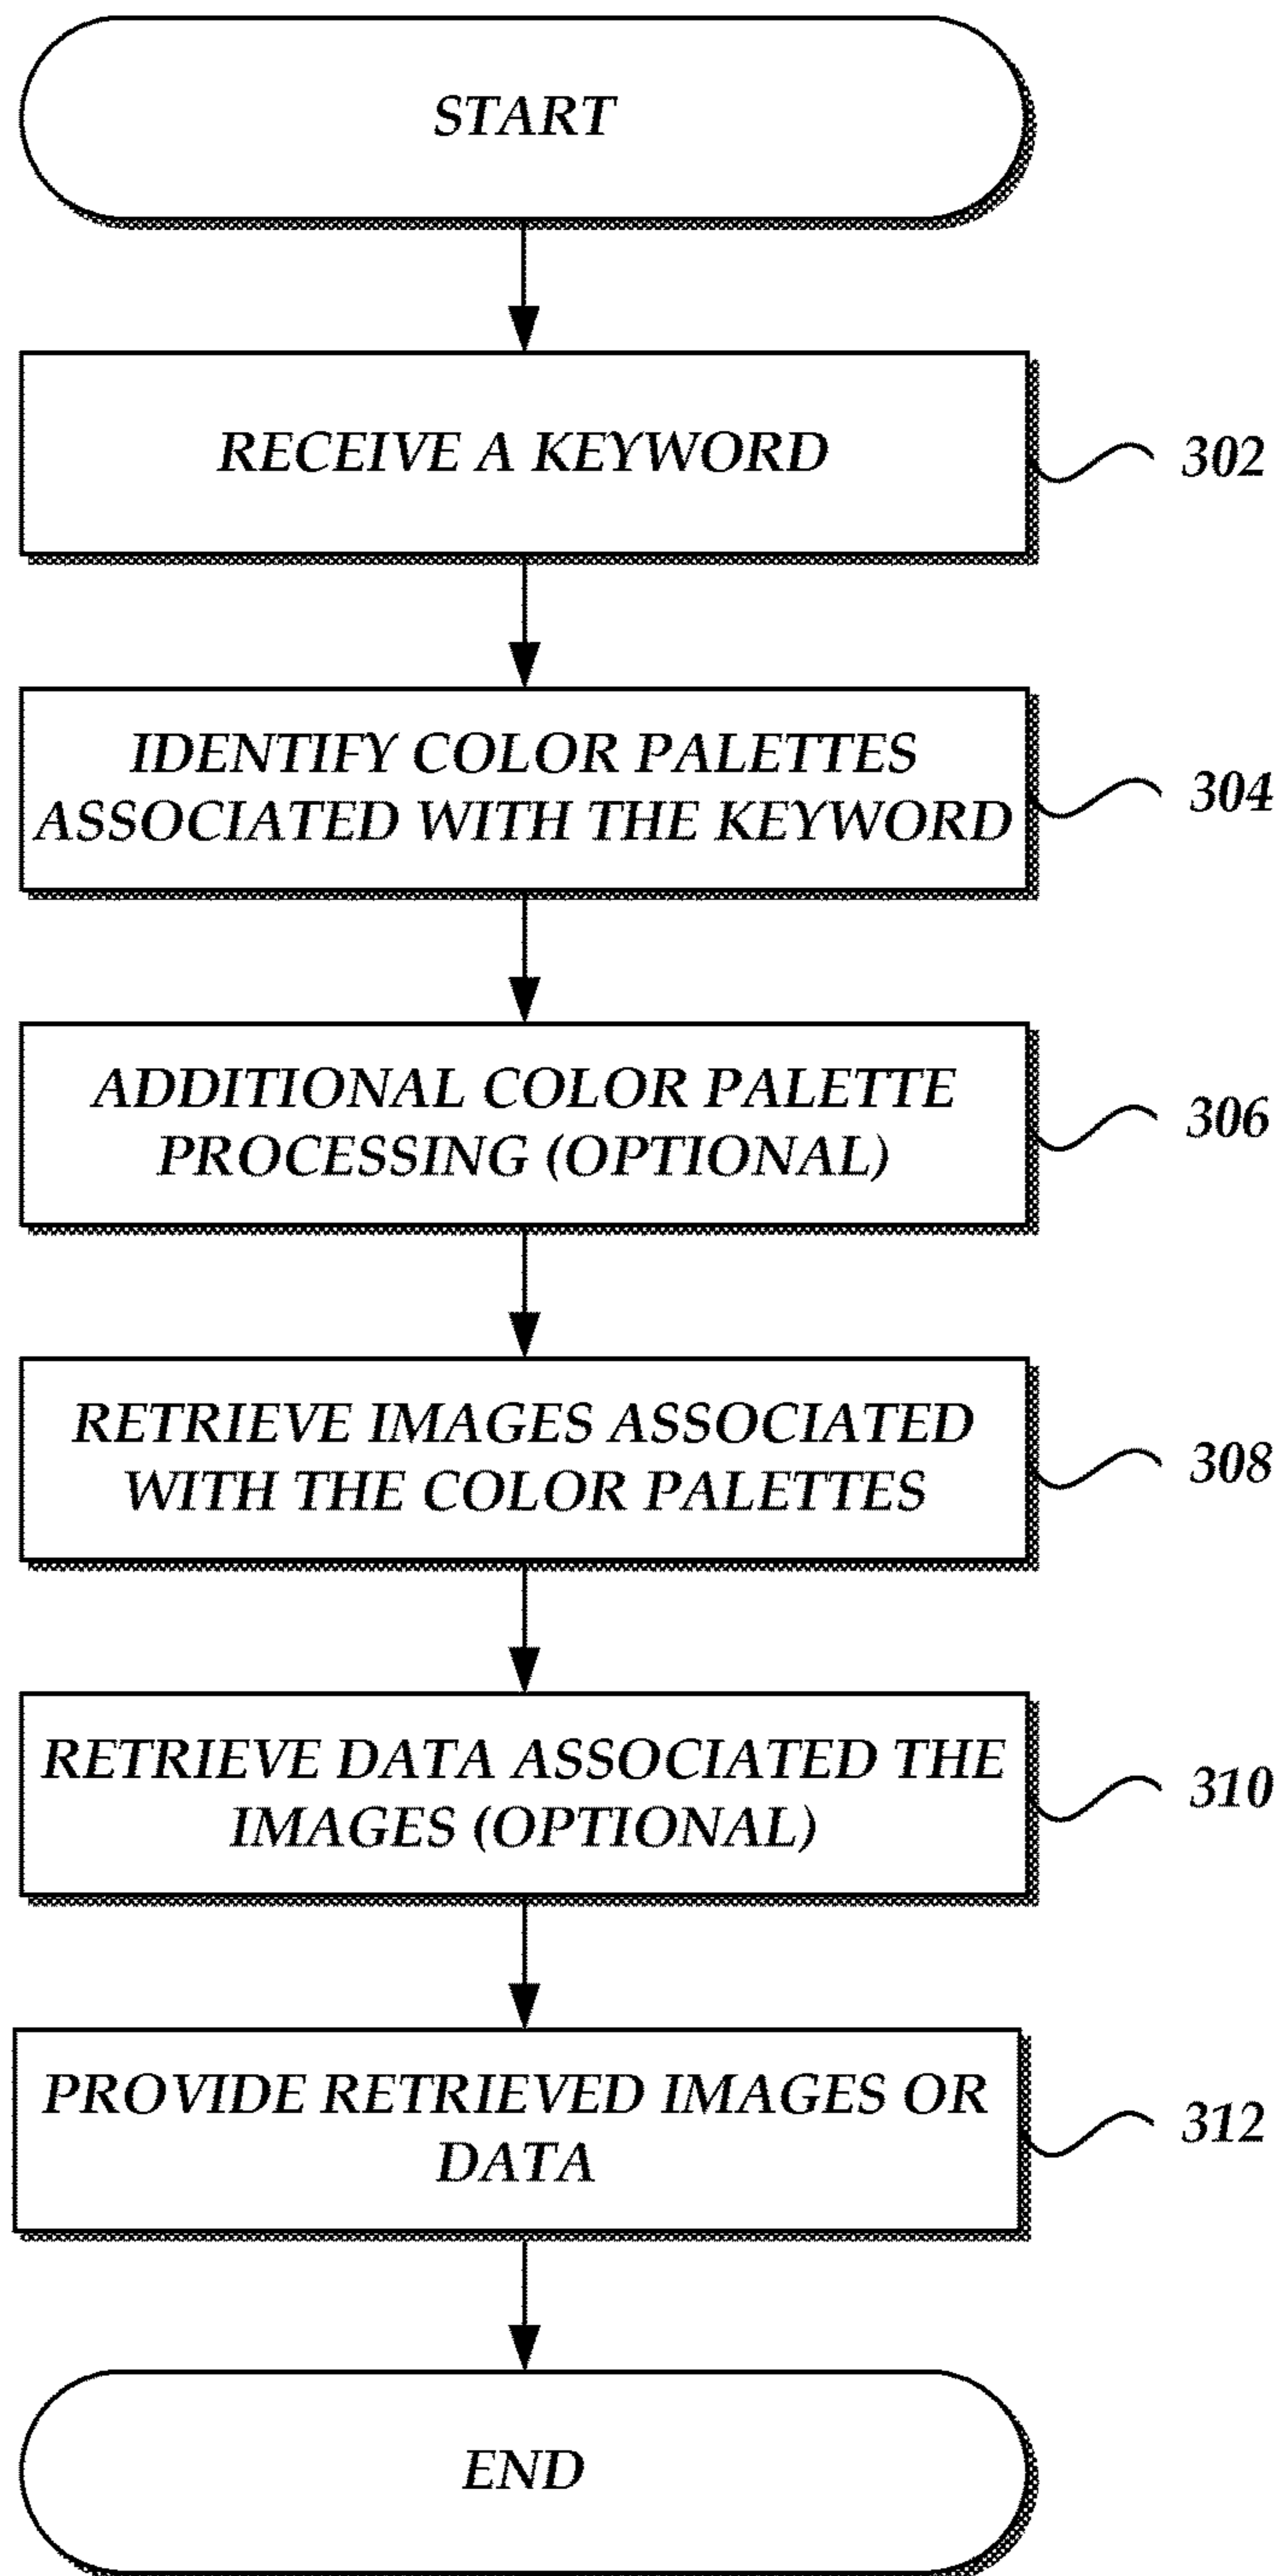 START
RECEIVE A KEYWORD
302
IDENTIFY COLOR PALETTES
ASSOCIATED WITH THE KEYWORD
304
ADDITIONAL COLOR PALETTE
PROCESSING (OPTIONAL)
306
RETRIEVE IMAGES ASSOCIATED
WITH THE COLOR PALETTES
308
RETRIEVE DATA ASSOCIATED THE
IMAGES (OPTIONAL)
310
PROVIDE RETRIEVED IMAGES OR
DATA
312
END